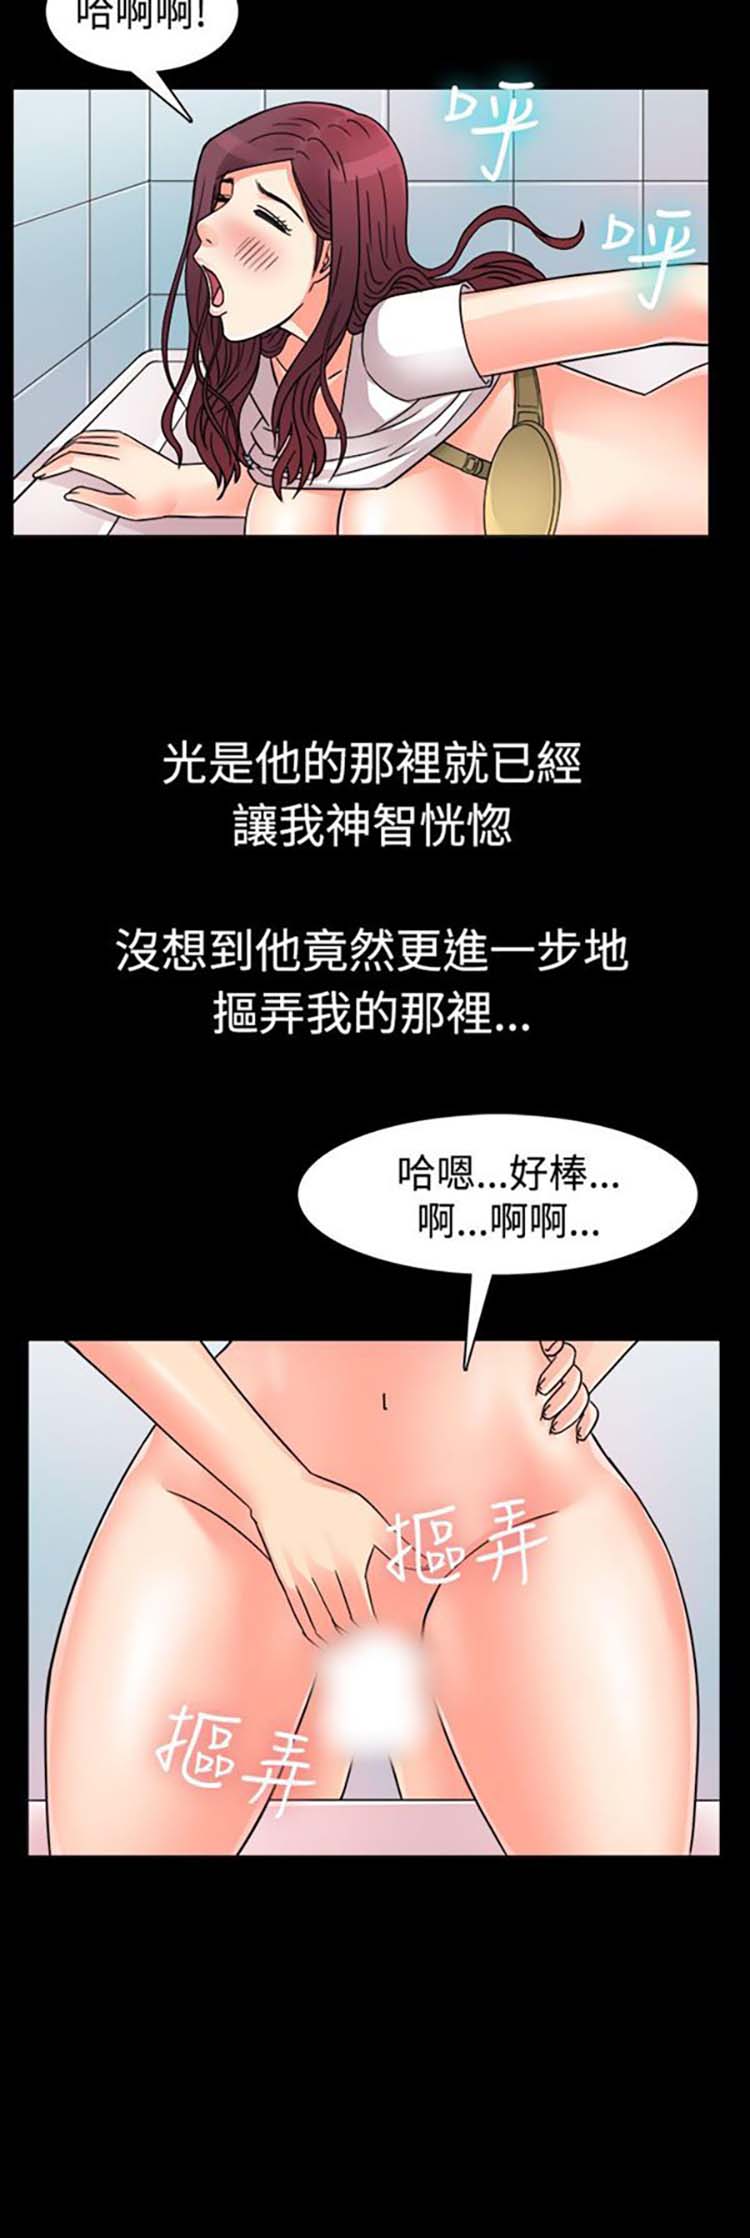 哈啊啊!
呼
呼
光是他的那裡就已經
讓我神智恍惚
沒想到他竟然更進一步地
摳弄我的那裡...
哈嗯...好棒...
啊...啊啊...
摳弄
摳弄